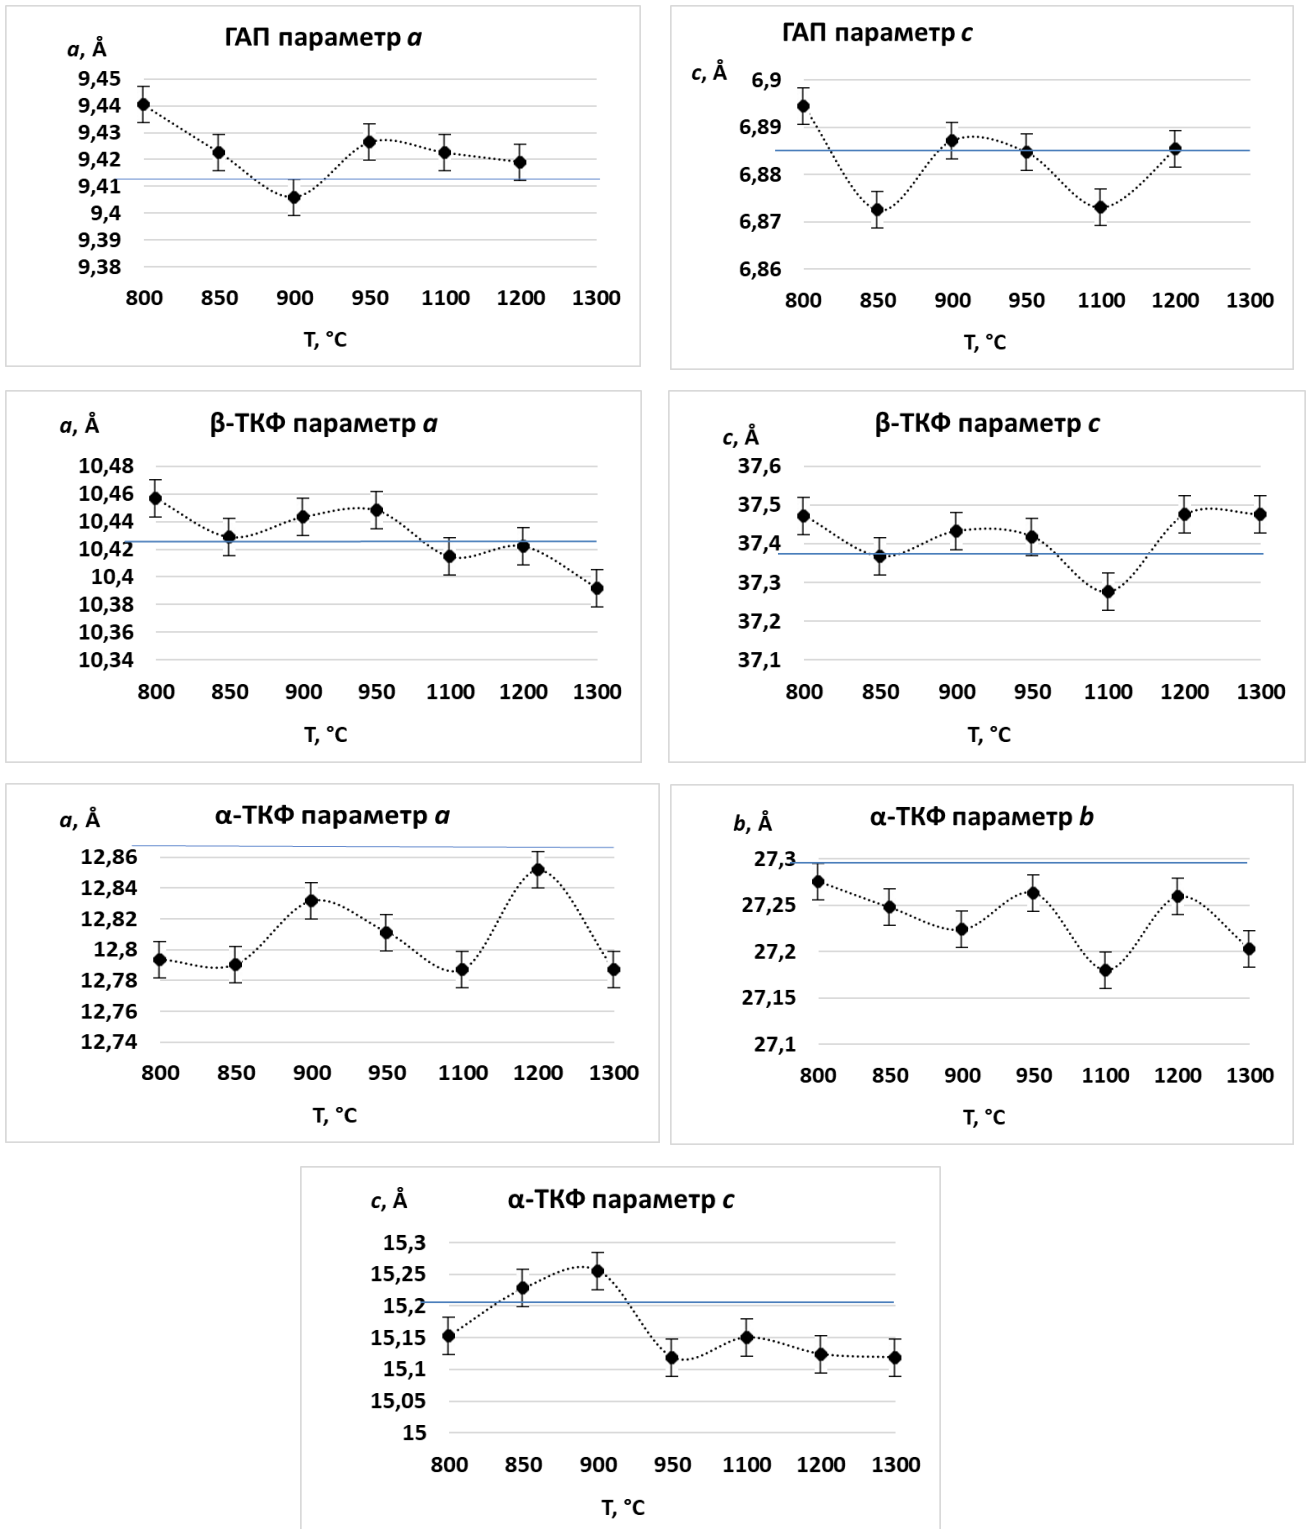 ГАП параметр a
a, Å
9,45
9,44
9,43
9,42
9,41
9,4
9,39
9,38
800 850 900 950 1100 1200 1300
T, °C
ГАП параметр c
c, Å
6,9
6,89
6,88
6,87
6,86
800 850 900 950 1100 1200 1300
T, °C
β-ТКФ параметр a
a, Å
10,48
10,46
10,44
10,42
10,4
10,38
10,36
10,34
800 850 900 950 1100 1200 1300
T, °C
β-ТКФ параметр c
c, Å
37,6
37,5
37,4
37,3
37,2
37,1
800 850 900 950 1100 1200 1300
T, °C
α-ТКФ параметр a
a, Å
12,86
12,84
12,82
12,8
12,78
12,76
12,74
800 850 900 950 1100 1200 1300
T, °C
α-ТКФ параметр b
b, Å
27,3
27,25
27,2
27,15
27,1
800 850 900 950 1100 1200 1300
T, °C
α-ТКФ параметр c
c, Å
15,3
15,25
15,2
15,15
15,1
15,05
15
800 850 900 950 1100 1200 1300
T, °C